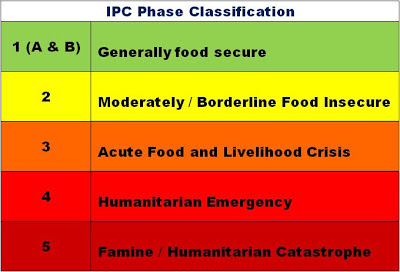 IPC Phase Classification
1 (A & B) Generally food secure
2 Moderately / Borderline Food Insecure
3 Acute Food and Livelihood Crisis
4 Humanitarian Emergency
5 Famine / Humanitarian Catastrophe